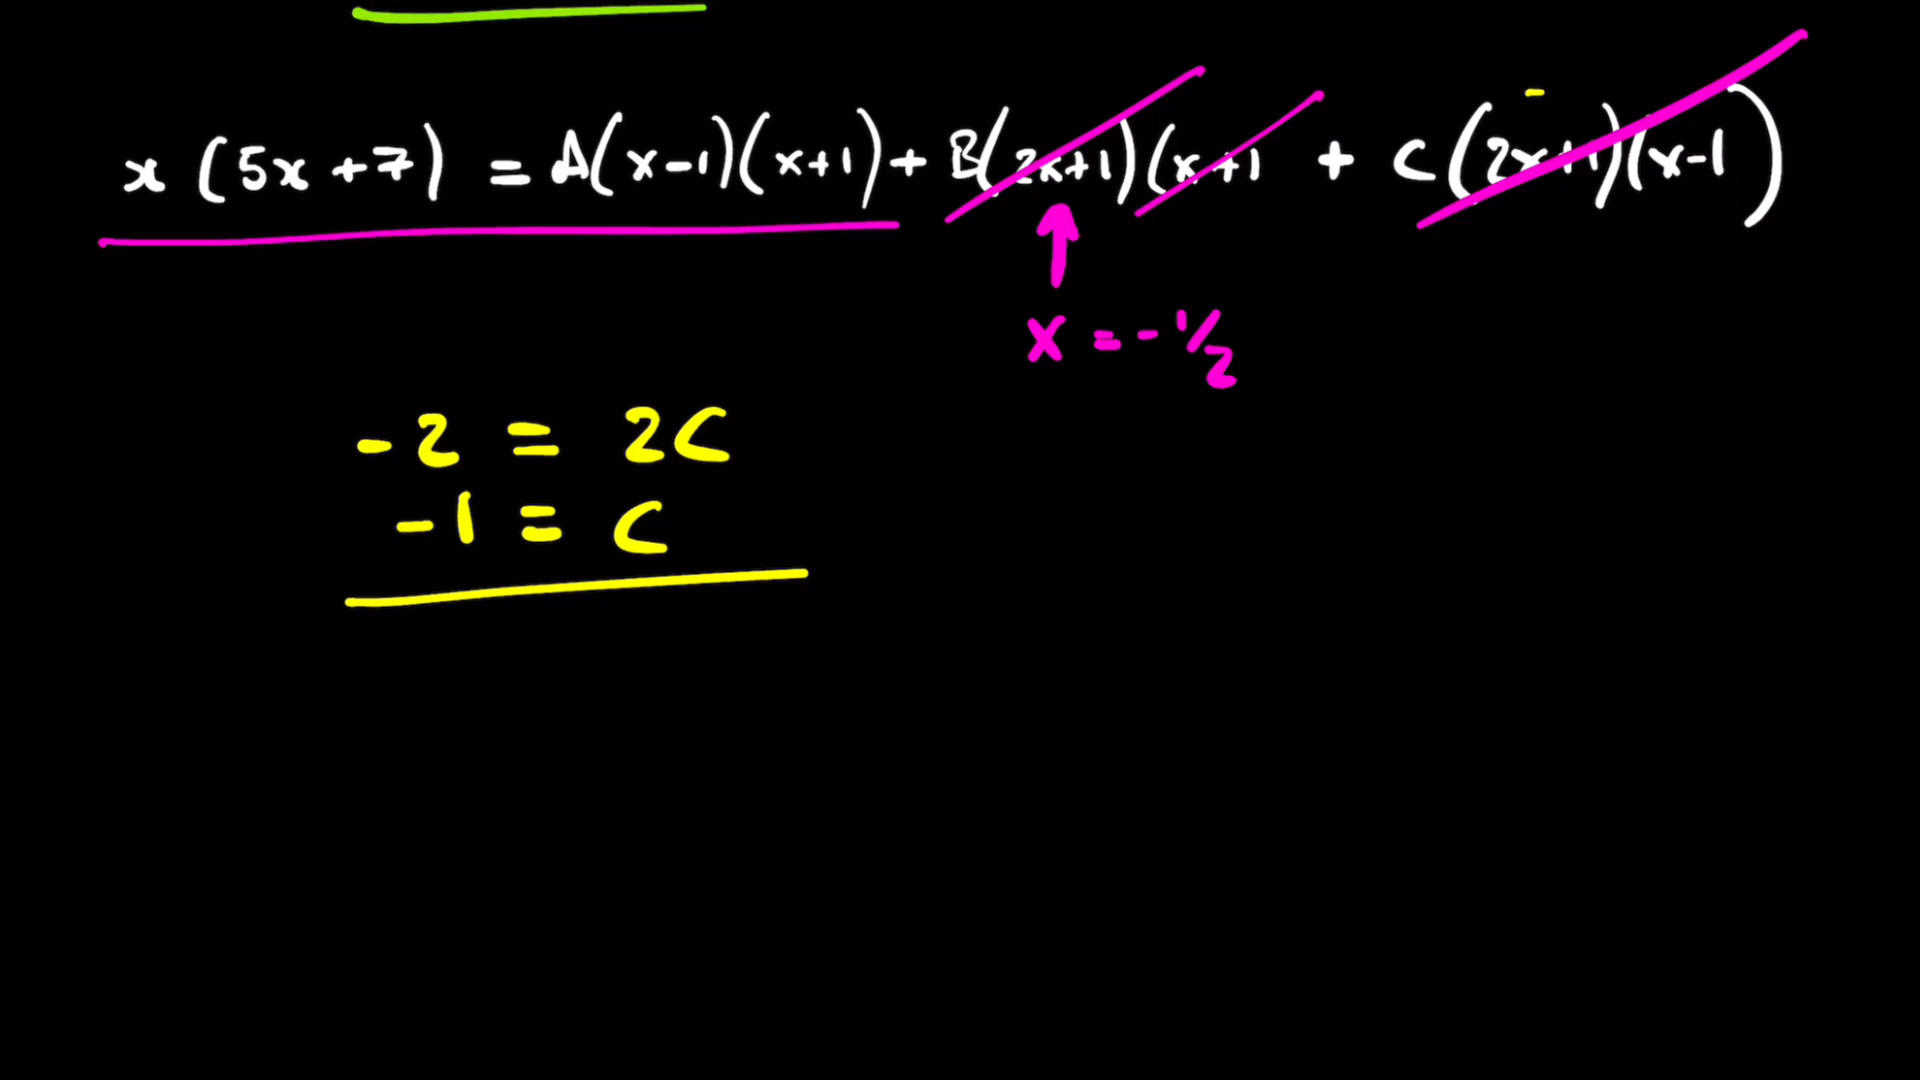 x (5x+7) = A(x-1)(x+1) + B(2x+1)(x+1 + C(2x+1)(x-1)
x = -1/2
-2 = 2C
-1 = C